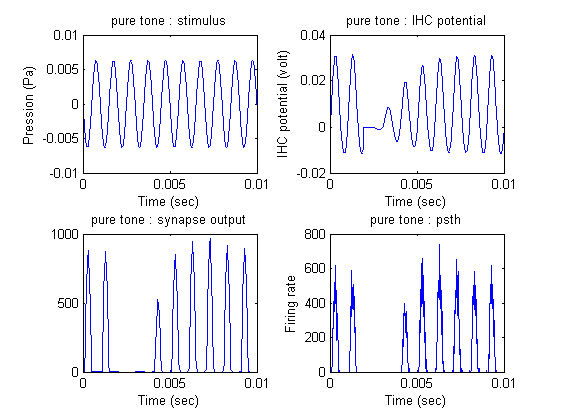 pure tone : stimulus
0.01
0.005
0
-0.005
-0.01
Pression (Pa)
0 0.005 0.01
Time (sec)
pure tone : IHC potential
0.04
0.02
0
-0.02
IHC potential (volt)
0 0.005 0.01
Time (sec)
pure tone : synapse output
1000
500
0
0 0.005 0.01
Time (sec)
pure tone : psth
800
600
400
200
0
Firing rate
0 0.005 0.01
Time (sec)